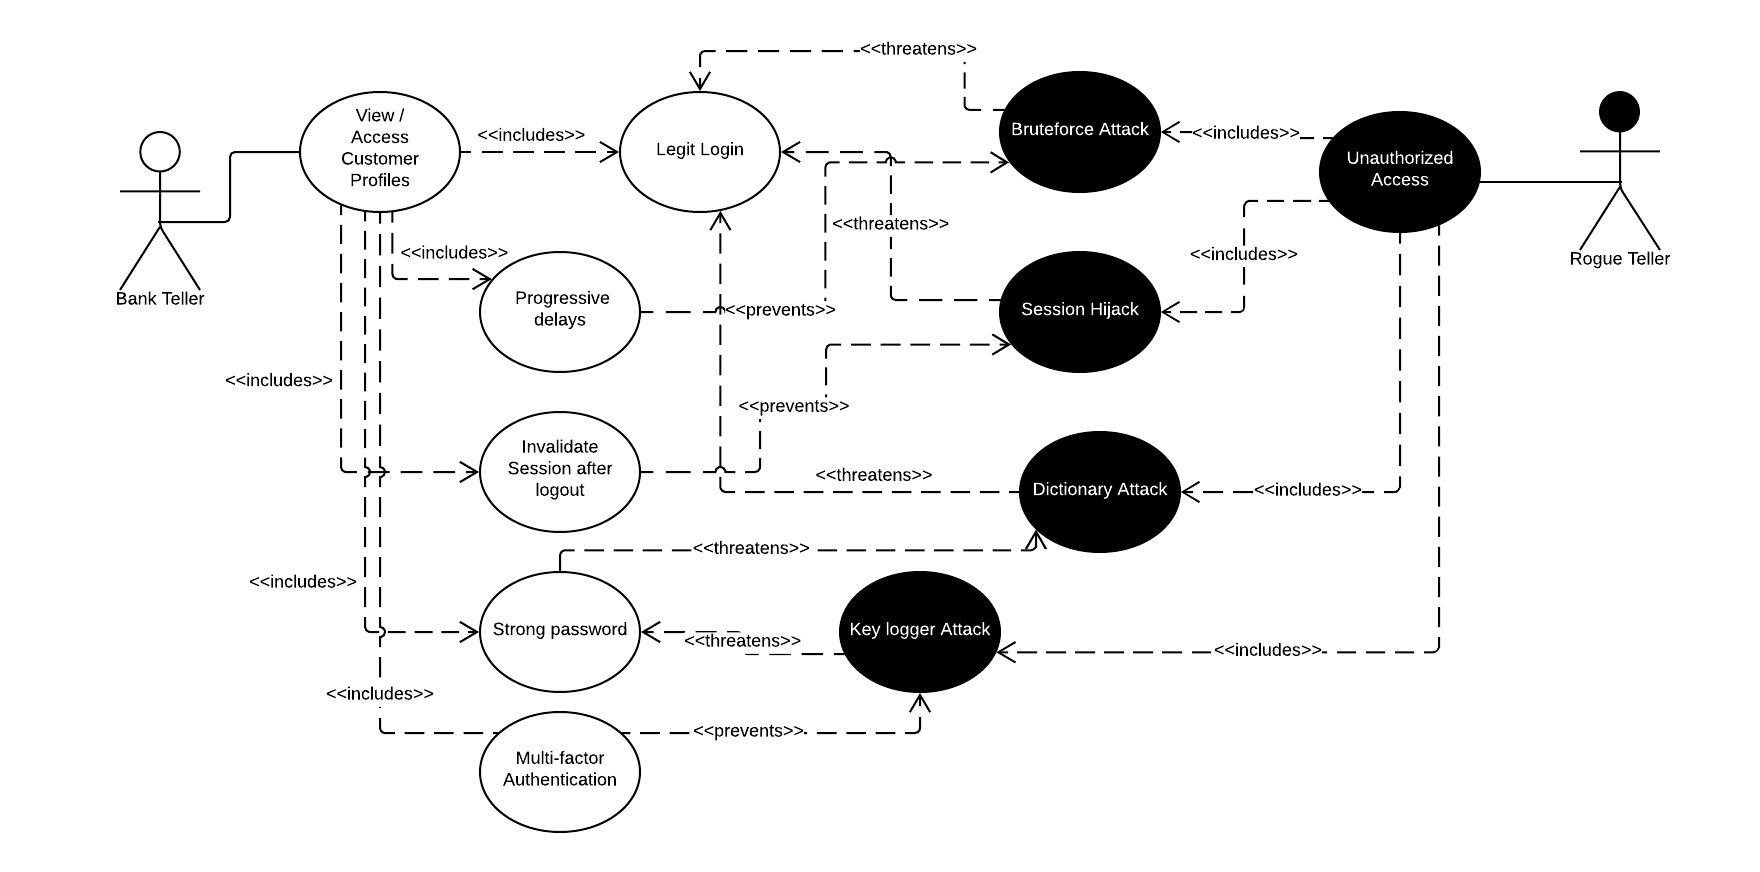 <<threatens>>
View /
Access
Customer
Profiles
<<includes>>
Legit Login
Bruteforce Attack
<<includes>>
Unauthorized
Access
<<threatens>>
<<includes>>
<<includes>>
Rogue Teller
Bank Teller
Progressive
delays
<<prevents>>
Session Hijack
<<includes>>
<<prevents>>
Invalidate
Session after
logout
<<threatens>>
Dictionary Attack
<<includes>>
<<threatens>>
<<includes>>
Strong password
<<threatens>>
Key logger Attack
<<includes>>
<<includes>>
<<prevents>>
Multi-factor
Authentication